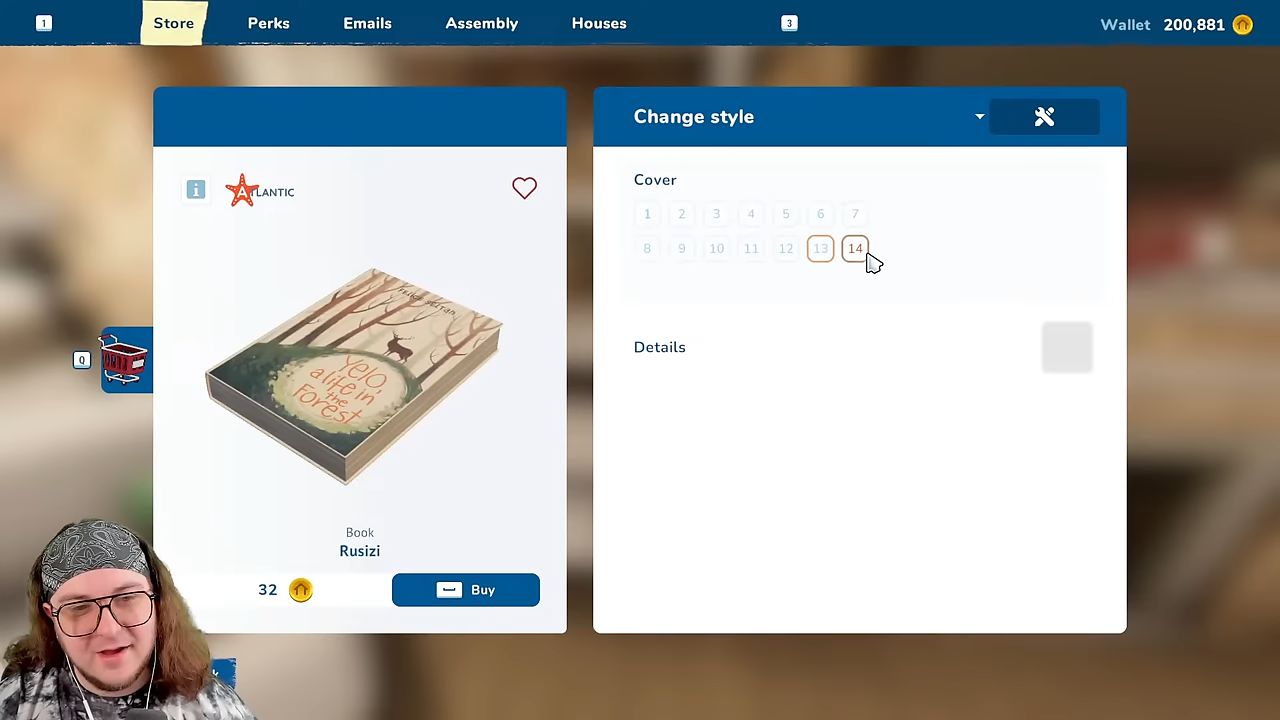 1 Store Perks Emails Assembly Houses 3 Wallet 200,881
i ATLANTIC
Yelo,
a life in
the
Forest
Q
Book
Rusizi
32 Buy
Change style
Cover
1 2 3 4 5 6 7
8 9 10 11 12 13 14
Details